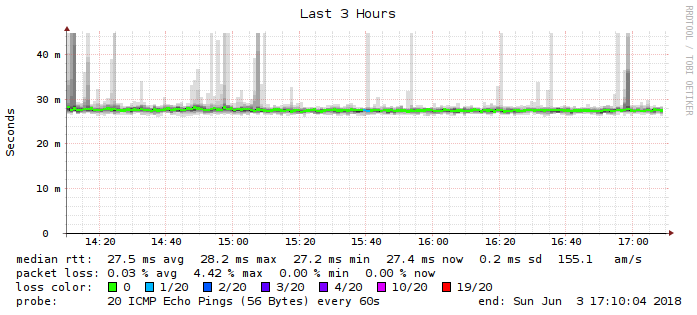 Last 3 Hours
RRDTOOL / TOBI OETIKER
Seconds
40 m
30 m
20 m
10 m
0
14:20 14:40 15:00 15:20 15:40 16:00 16:20 16:40 17:00
median rtt: 27.5 ms avg 28.2 ms max 27.2 ms min 27.4 ms now 0.2 ms sd 155.1 am/s
packet loss: 0.03 % avg 4.42 % max 0.00 % min 0.00 % now
loss color: 0 1/20 2/20 3/20 4/20 10/20 19/20
probe: 20 ICMP Echo Pings (56 Bytes) every 60s end: Sun Jun 3 17:10:04 2018